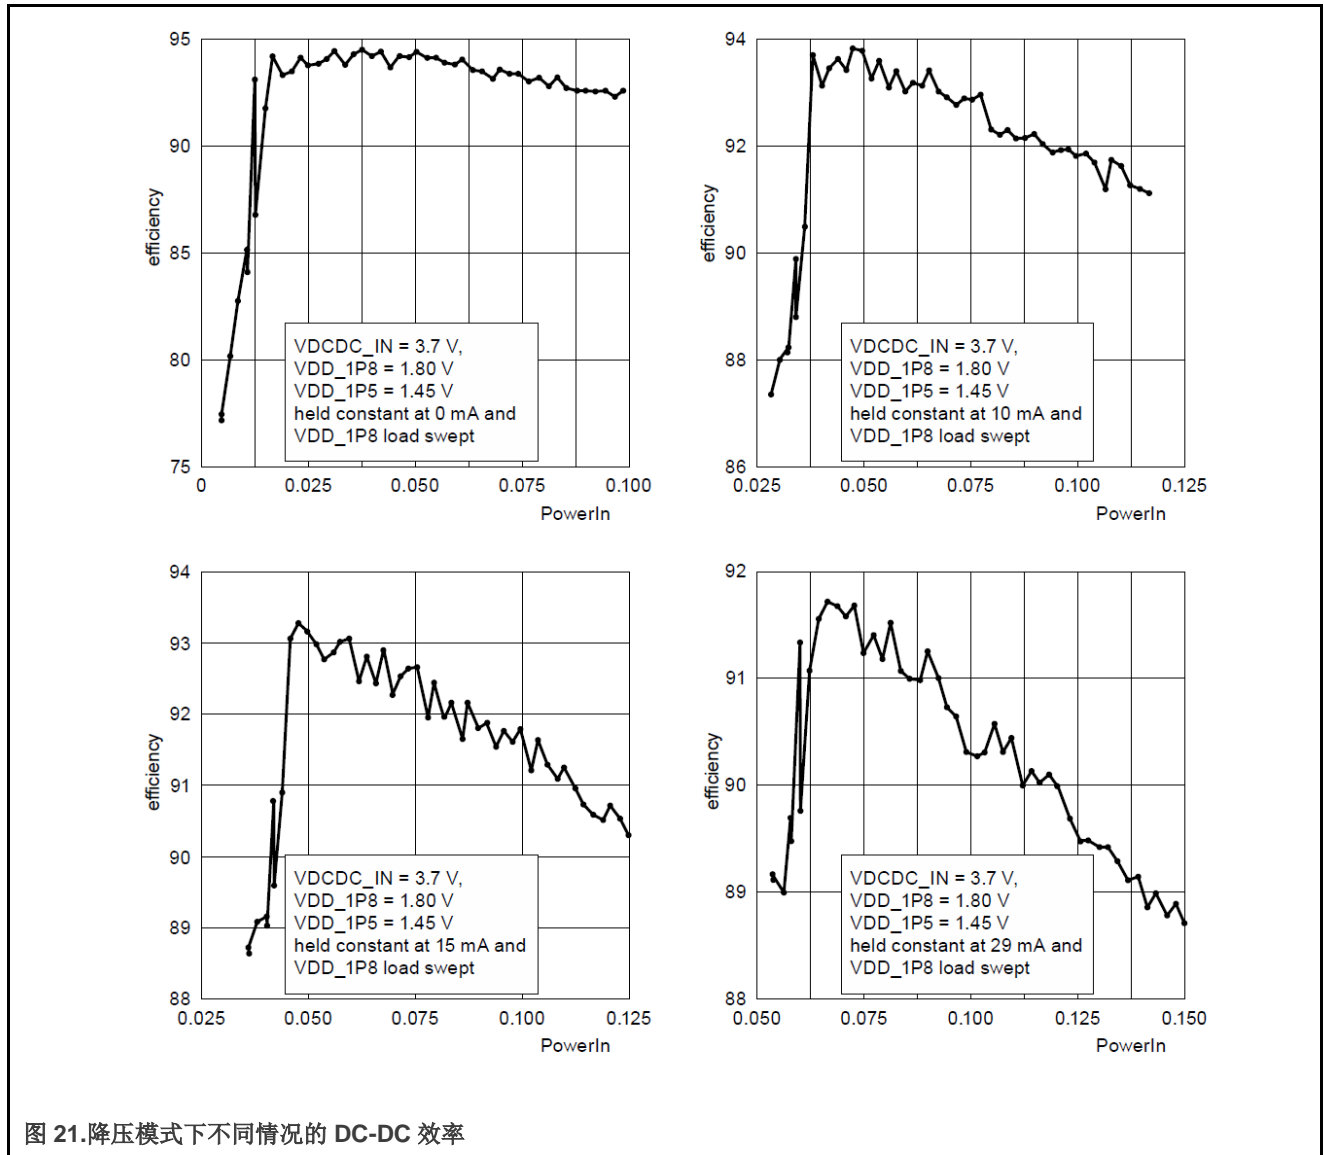 95
90
85
80
75
efficiency
0
0.025
0.050
0.075
0.100
PowerIn
VDCDC_IN = 3.7 V,
VDD_1P8 = 1.80 V
VDD_1P5 = 1.45 V
held constant at 0 mA and
VDD_1P8 load swept
94
92
90
88
86
efficiency
0.025
0.050
0.075
0.100
0.125
PowerIn
VDCDC_IN = 3.7 V,
VDD_1P8 = 1.80 V
VDD_1P5 = 1.45 V
held constant at 10 mA and
VDD_1P8 load swept
94
93
92
91
90
89
88
efficiency
0.025
0.050
0.075
0.100
0.125
PowerIn
VDCDC_IN = 3.7 V,
VDD_1P8 = 1.80 V
VDD_1P5 = 1.45 V
held constant at 15 mA and
VDD_1P8 load swept
92
91
90
89
88
efficiency
0.050
0.075
0.100
0.125
0.150
PowerIn
VDCDC_IN = 3.7 V,
VDD_1P8 = 1.80 V
VDD_1P5 = 1.45 V
held constant at 29 mA and
VDD_1P8 load swept
图 21.降压模式下不同情况的 DC-DC 效率